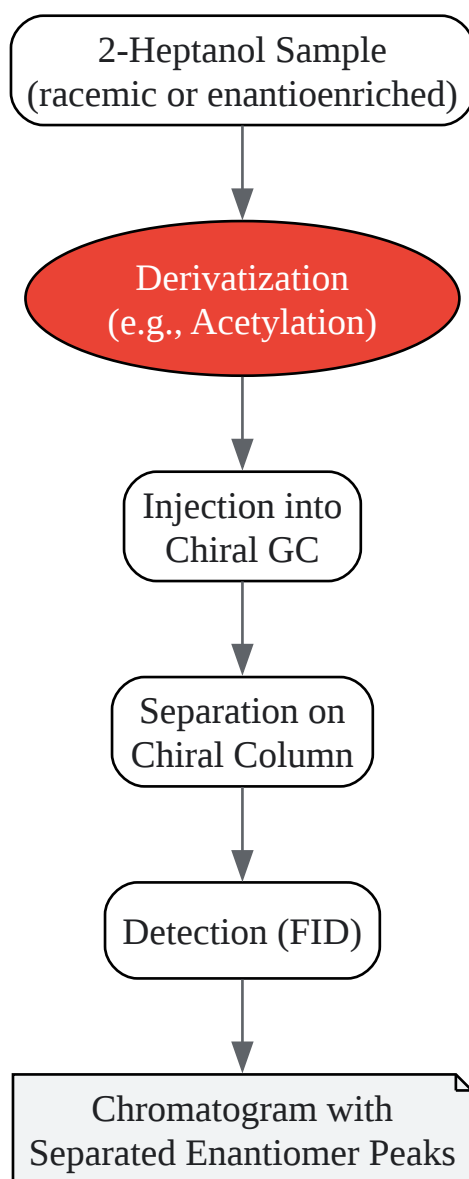 2-Heptanol Sample
(racemic or enantioenriched)
Derivatization
(e.g., Acetylation)
Injection into
Chiral GC
Separation on
Chiral Column
Detection (FID)
Chromatogram with
Separated Enantiomer Peaks